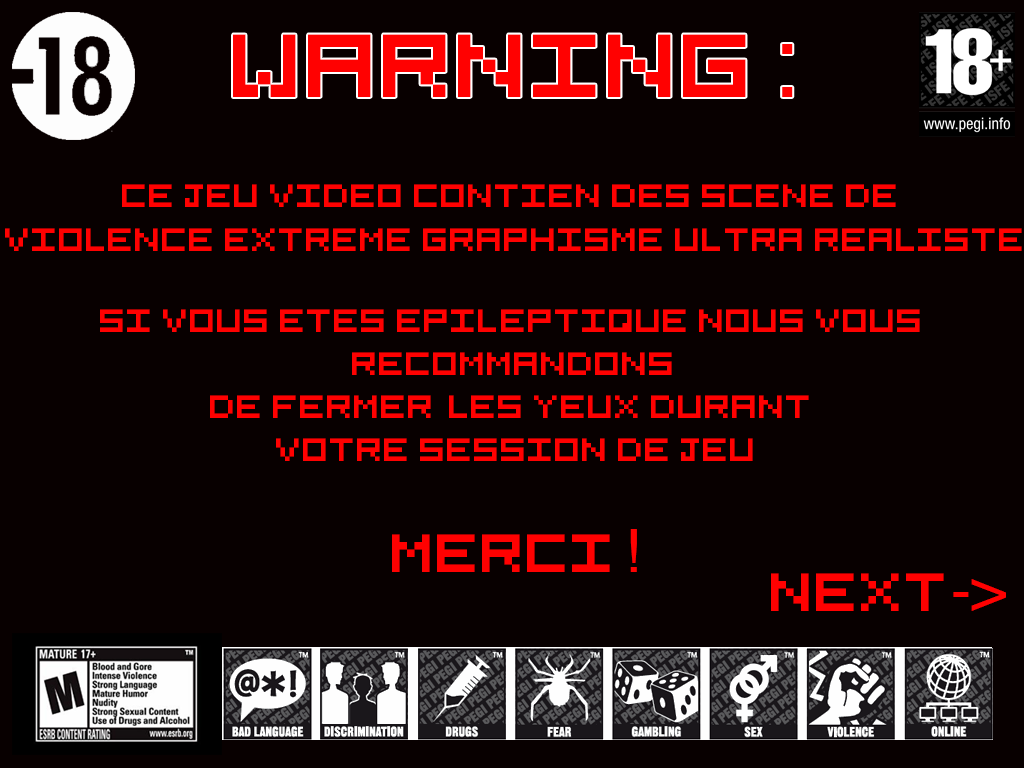 -18
WARNING:
18+
www.pegi.info
CE JEU VIDEO CONTIEN DES SCENE DE
VIOLENCE EXTREME GRAPHISME ULTRA REALISTE
SI VOUS ETES EPILEPTIQUE NOUS VOUS
RECOMMANDONS
DE FERMER LES YEUX DURANT
VOTRE SESSION DE JEU
MERCI!
NEXT->
MATURE 17+ ™
M
Blood and Gore
Intense Violence
Strong Language
Mature Humor
Nudity
Strong Sexual Content
Use of Drugs and Alcohol
ESRB CONTENT RATING www.esrb.org
@*!
BAD LANGUAGE
DISCRIMINATION
DRUGS
FEAR
GAMBLING
SEX
VIOLENCE
ONLINE